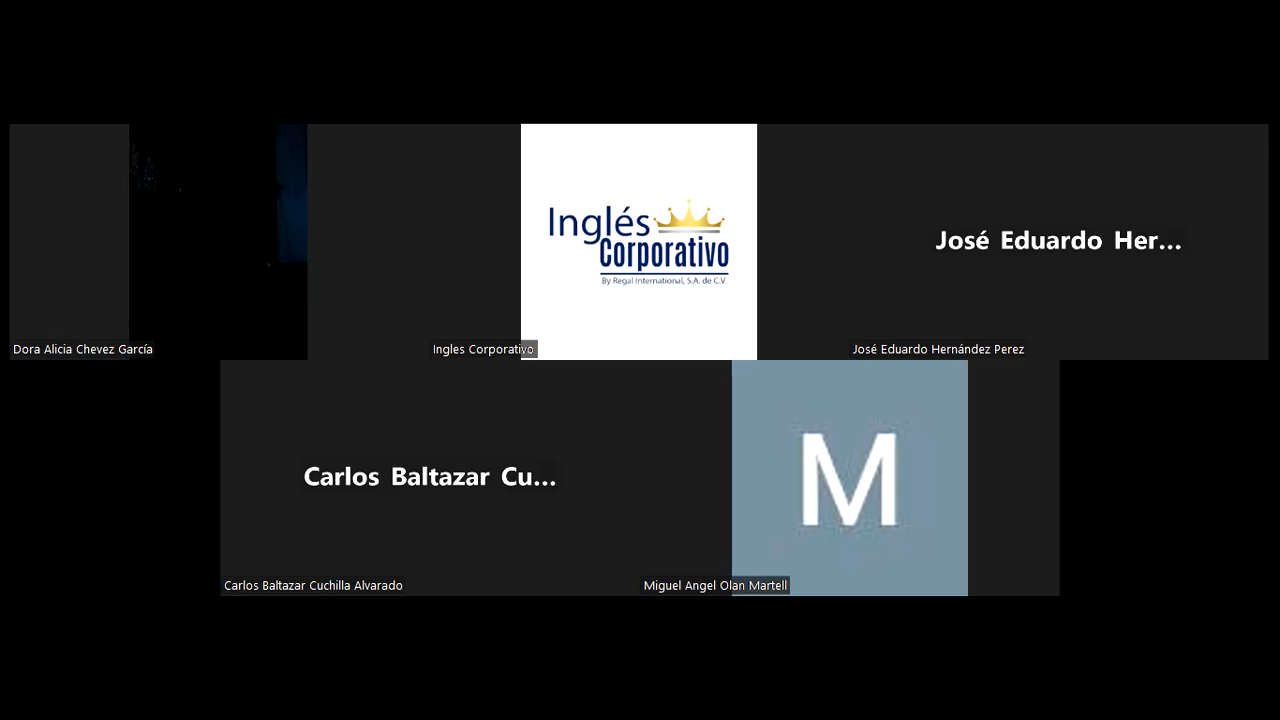 Inglés
Corporativo
By Regal International, S.A. de C.V.
José Eduardo Her...
Dora Alicia Chevez García
Ingles Corporativo
José Eduardo Hernández Perez
Carlos Baltazar Cu...
M
Carlos Baltazar Cuchilla Alvarado
Miguel Angel Olan Martell